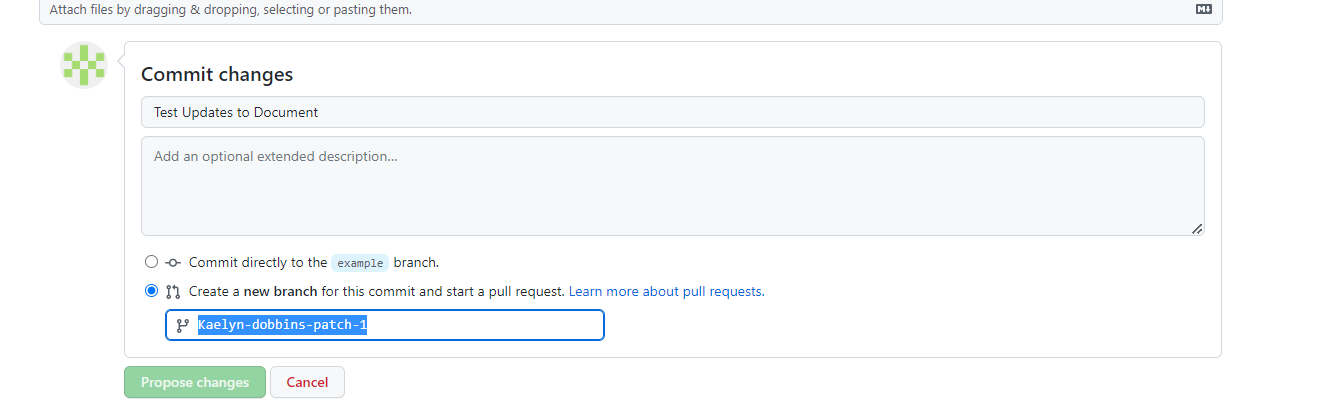 Attach files by dragging & dropping, selecting or pasting them.
Commit changes
Test Updates to Document
Add an optional extended description...
Commit directly to the example branch.
Create a new branch for this commit and start a pull request. Learn more about pull requests.
Kaelyn-dobbins-patch-1
Propose changes Cancel